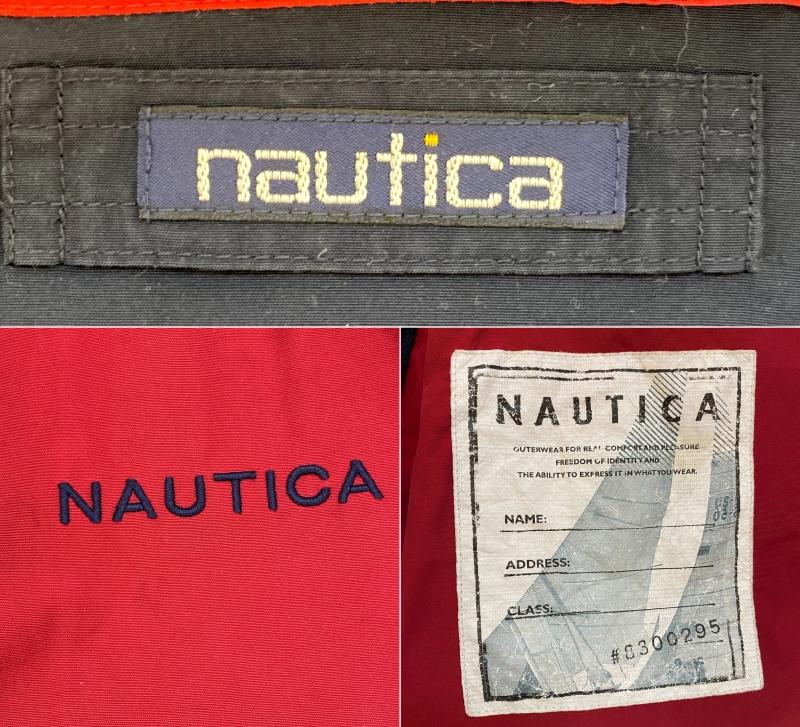 nautica
NAUTICA
NAUTICA
OUTERWEAR FOR REAL COMFORT AND PLEASURE
FREEDOM OF IDENTITY AND
THE ABILITY TO EXPRESS IT IN WHAT YOU WEAR.
NAME:
ADDRESS:
CLASS:
#8300295